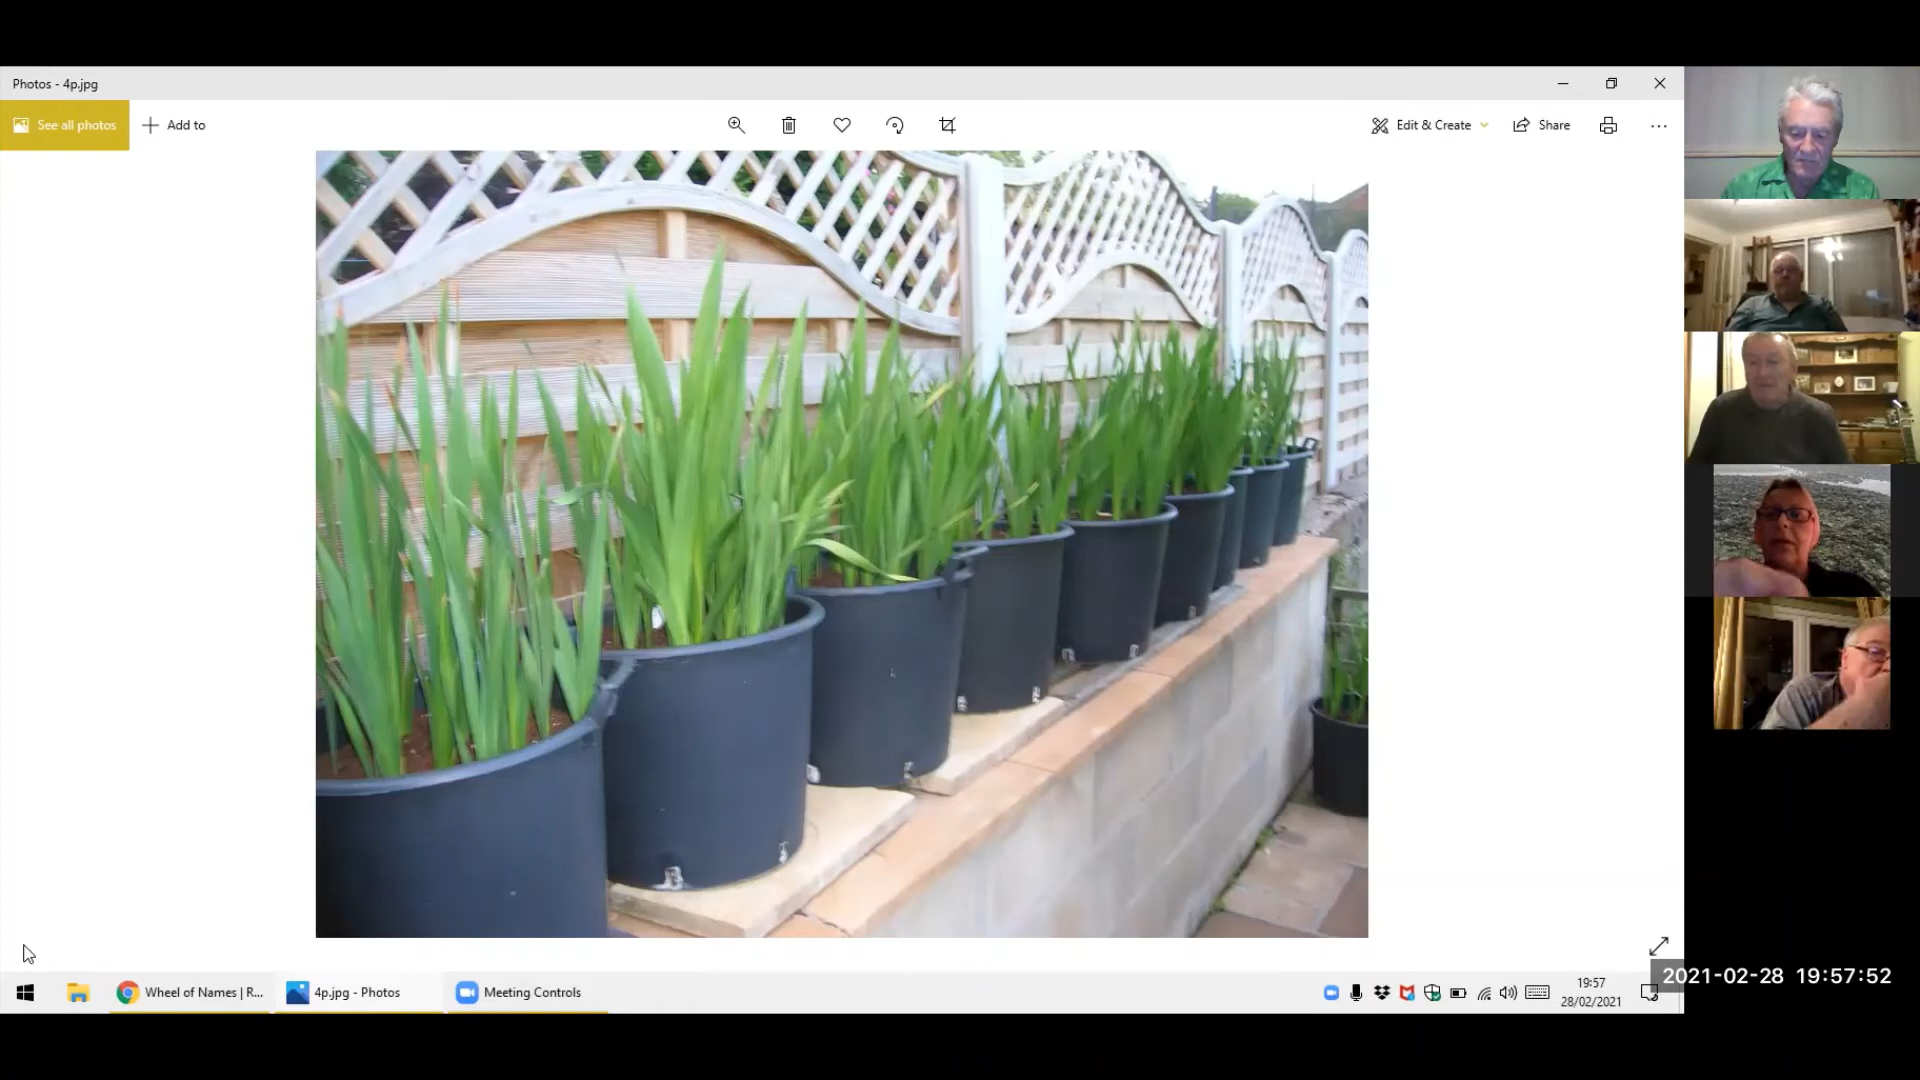 Photos - 4p.jpg
See all photos
Add to
Edit & Create
Share
Wheel of Names | R...
4p.jpg - Photos
Meeting Controls
19:57
28/02/2021
2021-02-28 19:57:52